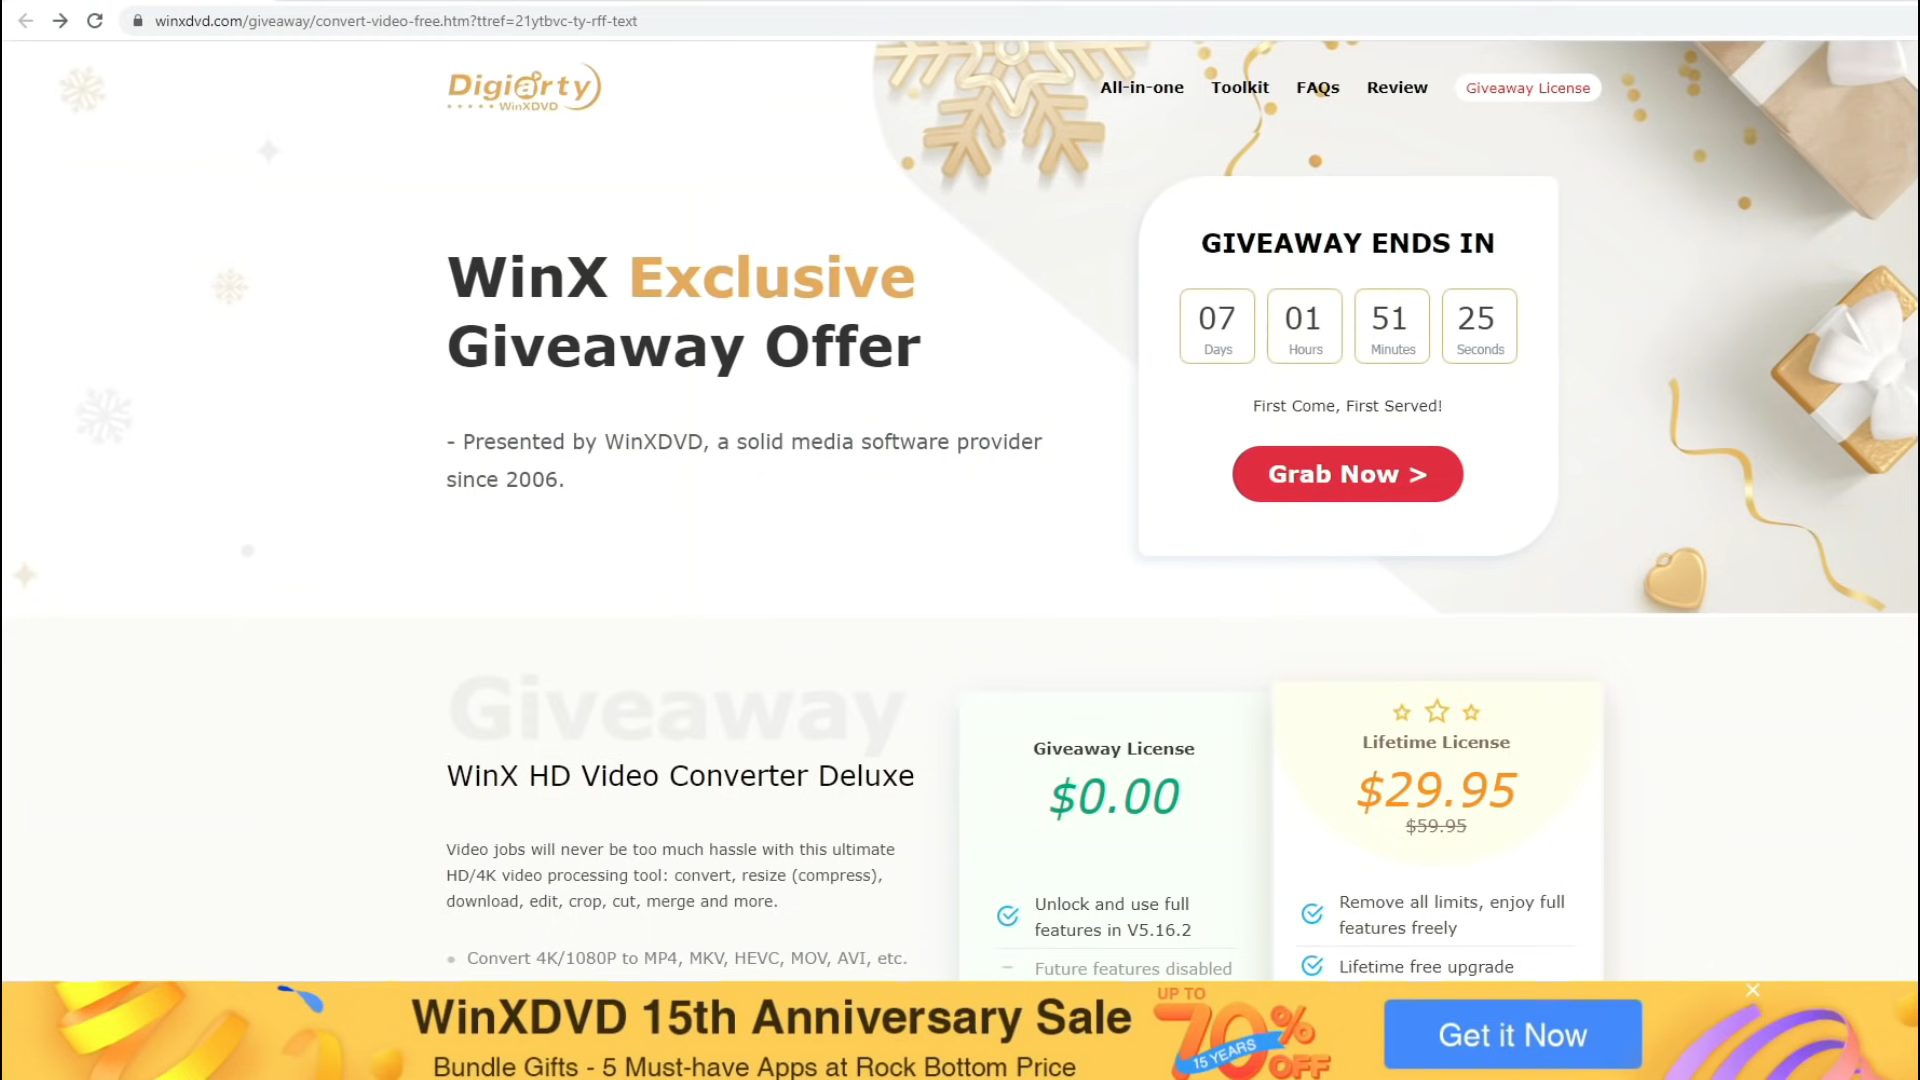 winxdvd.com/giveaway/convert-video-free.htm?ttref=21ytbvc-ty-rff-text
Digiarty
WinXDVD
All-in-one Toolkit FAQs Review Giveaway License
WinX Exclusive
Giveaway Offer
- Presented by WinXDVD, a solid media software provider
since 2006.
GIVEAWAY ENDS IN
07 01 51 25
Days Hours Minutes Seconds
First Come, First Served!
Grab Now >
Giveaway
WinX HD Video Converter Deluxe
Video jobs will never be too much hassle with this ultimate
HD/4K video processing tool: convert, resize (compress),
download, edit, crop, cut, merge and more.
Convert 4K/1080P to MP4, MKV, HEVC, MOV, AVI, etc.
Giveaway License
$0.00
Unlock and use full
features in V5.16.2
Future features disabled
Lifetime License
$29.95
$59.95
Remove all limits, enjoy full
features freely
Lifetime free upgrade
WinXDVD 15th Anniversary Sale
Bundle Gifts - 5 Must-have Apps at Rock Bottom Price
UP TO
70%
15 YEARS
OFF
Get it Now